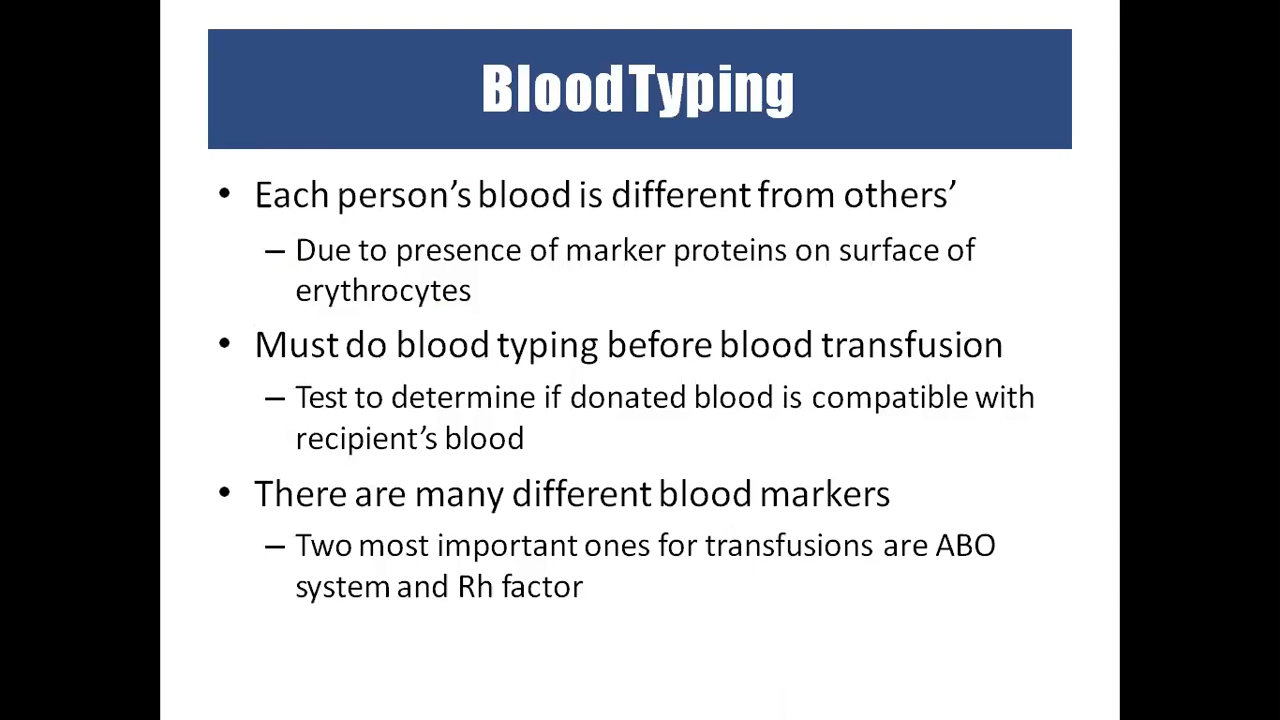 Blood Typing
• Each person’s blood is different from others’
– Due to presence of marker proteins on surface of
erythrocytes
• Must do blood typing before blood transfusion
– Test to determine if donated blood is compatible with
recipient’s blood
• There are many different blood markers
– Two most important ones for transfusions are ABO
system and Rh factor